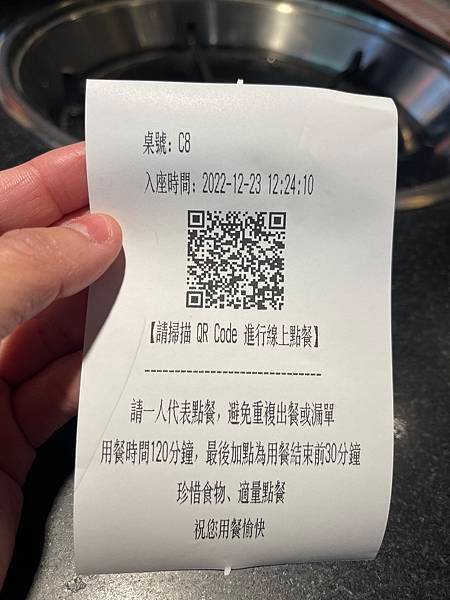 桌號: C8
入座時間: 2022-12-23 12:24:10
【請掃描 QR Code 進行線上點餐】
------------------------------
請一人代表點餐, 避免重複出餐或漏單
用餐時間120分鐘, 最後加點為用餐結束前30分鐘
珍惜食物、適量點餐
祝您用餐愉快